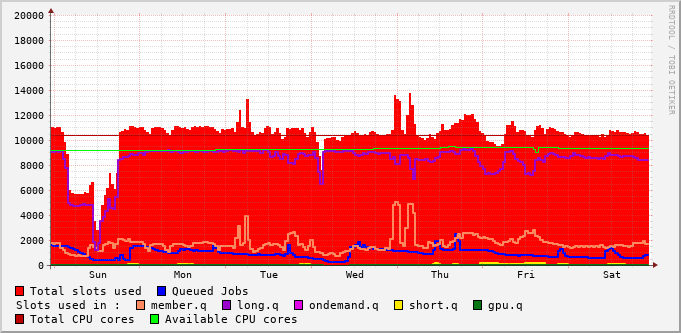 20000
18000
16000
14000
12000
10000
8000
6000
4000
2000
0
Sun Mon Tue Wed Thu Fri Sat
RRDTOOL / TOBI OETIKER
Total slots used Queued Jobs
Slots used in : member.q long.q ondemand.q short.q gpu.q
Total CPU cores Available CPU cores